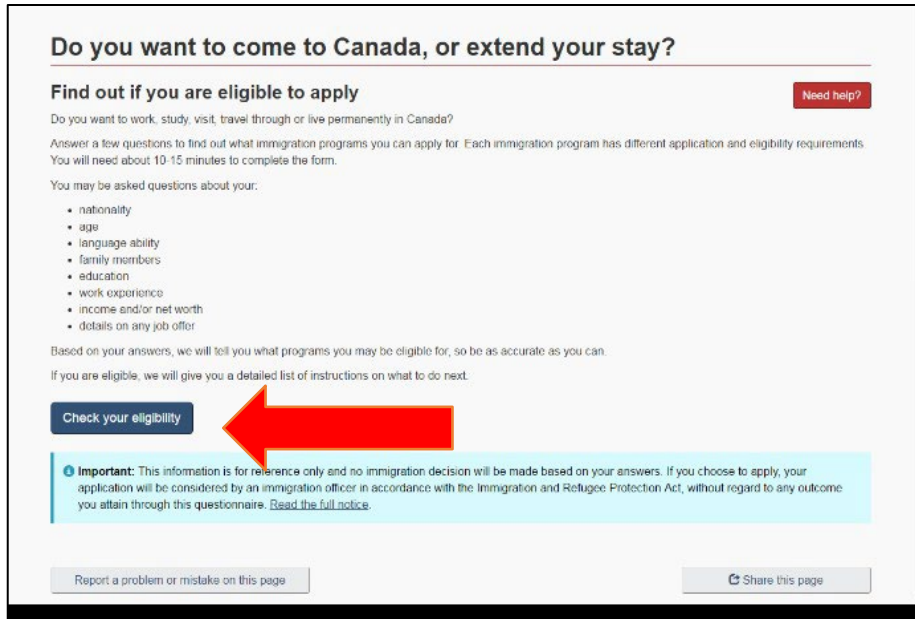 Do you want to come to Canada, or extend your stay?
Find out if you are eligible to apply
Need help?
Do you want to work, study, visit, travel through or live permanently in Canada?
Answer a few questions to find out what immigration programs you can apply for. Each immigration program has different application and eligibility requirements.
You will need about 10-15 minutes to complete the form.
You may be asked questions about your:
• nationality
• age
• language ability
• family members
• education
• work experience
• income and/or net worth
• details on any job offer
Based on your answers, we will tell you what programs you may be eligible for, so be as accurate as you can.
If you are eligible, we will give you a detailed list of instructions on what to do next.
Check your eligibility
Important: This information is for reference only and no immigration decision will be made based on your answers. If you choose to apply, your
application will be considered by an immigration officer in accordance with the Immigration and Refugee Protection Act, without regard to any outcome
you attain through this questionnaire. Read the full notice.
Report a problem or mistake on this page
Share this page